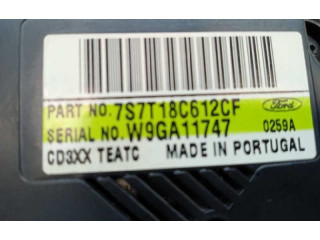 PART NO. 7S7T18C612CF Ford
SERIAL NO. W9GA11747 0259A
CD3XX TEATC MADE IN PORTUGAL